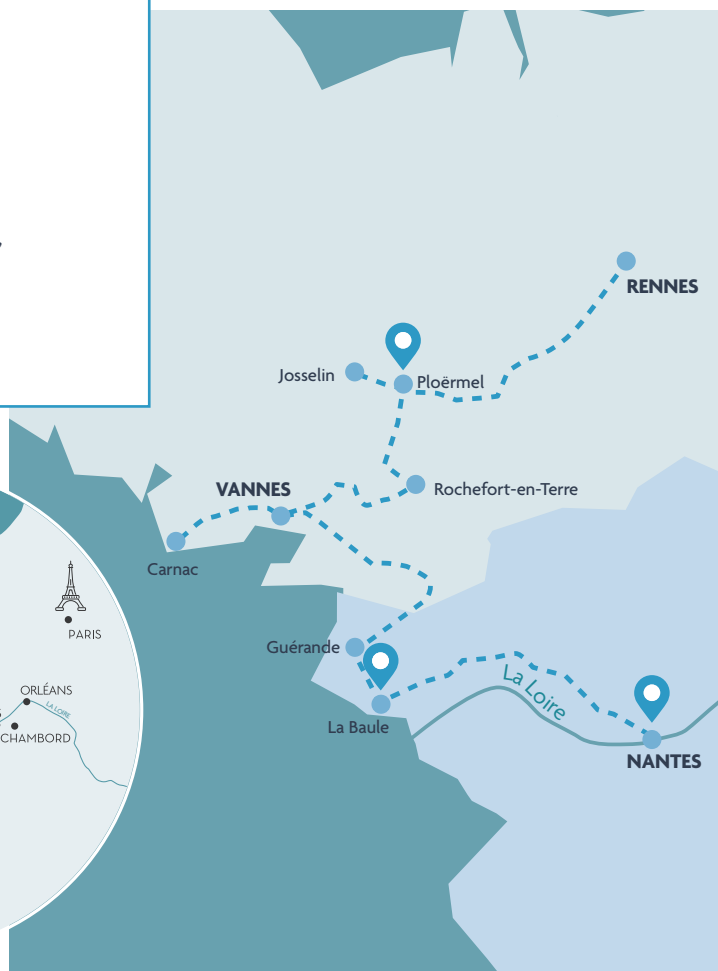 RENNES
Josselin
Ploërmel
VANNES
Rochefort-en-Terre
Carnac
PARIS
Guérande
ORLÉANS
LA LOIRE
CHAMBORD
La Loire
La Baule
NANTES